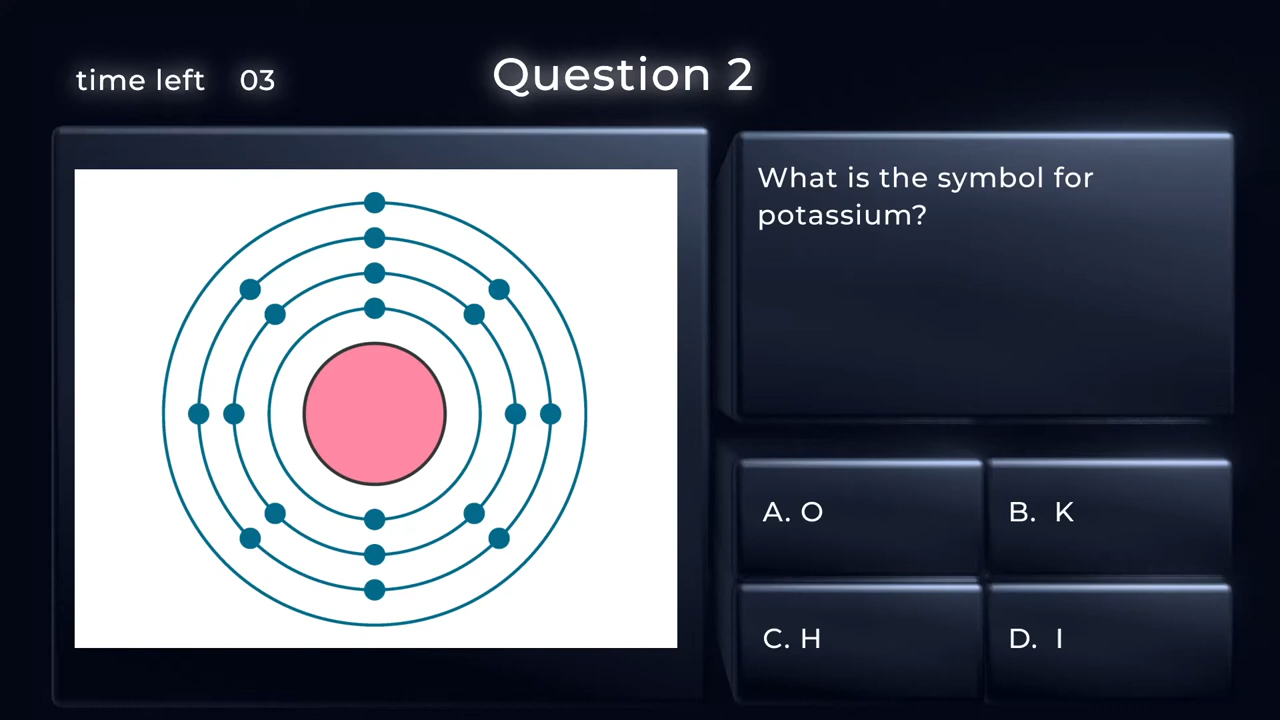 time left 03
Question 2
What is the symbol for
potassium?
A. O
B. K
C. H
D. I